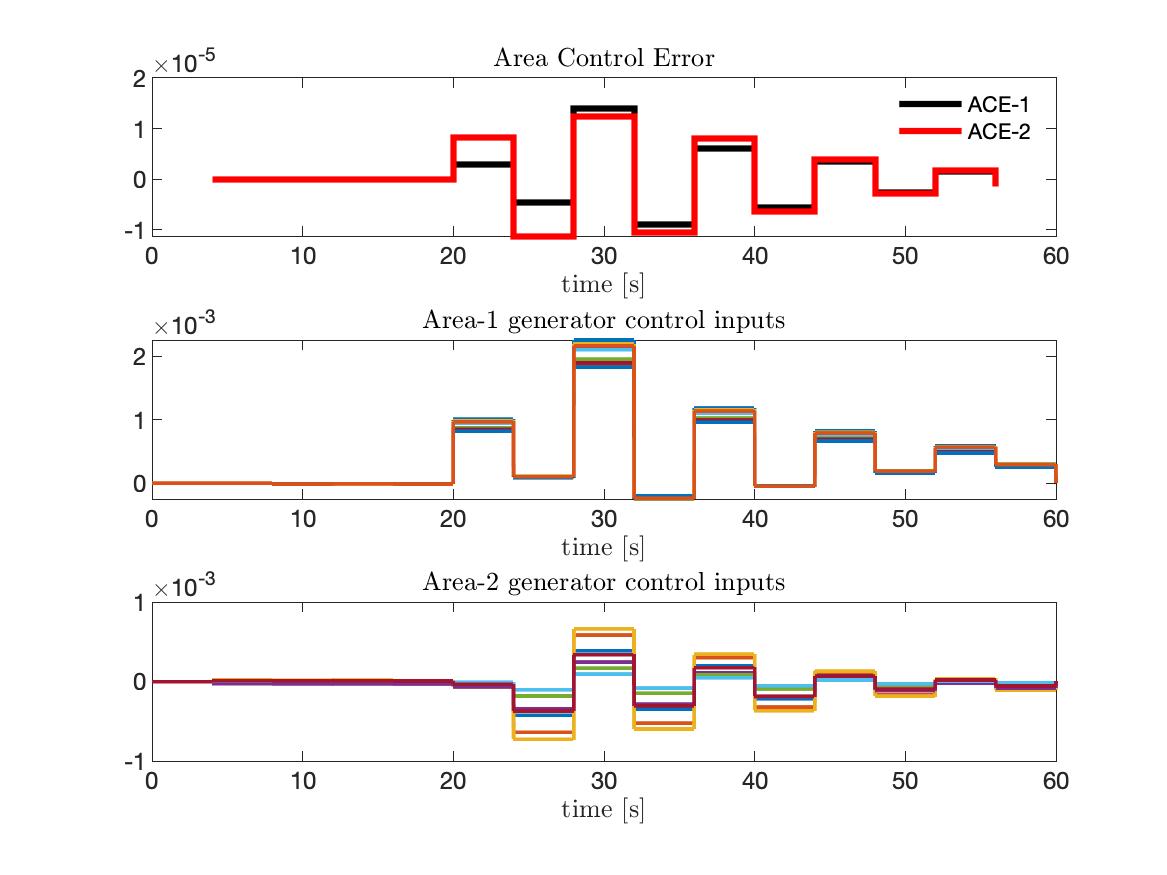 Area Control Error
×10-5
2
1
0
-1
ACE-1
ACE-2
0 10 20 30 40 50 60
time [s]
Area-1 generator control inputs
×10-3
2
1
0
0 10 20 30 40 50 60
time [s]
Area-2 generator control inputs
×10-3
1
0
-1
0 10 20 30 40 50 60
time [s]